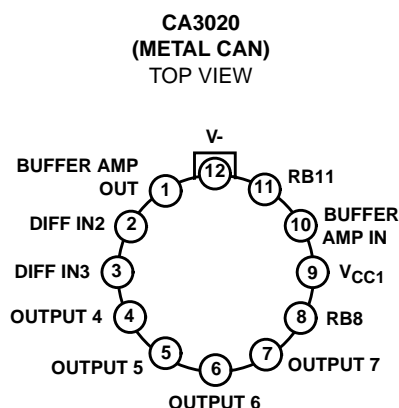 CA3020
(METAL CAN)
TOP VIEW
V-
12
BUFFER AMP
OUT
1
11
RB11
DIFF IN2
2
10
BUFFER
AMP IN
DIFF IN3
3
9
VCC1
OUTPUT 4
4
8
RB8
OUTPUT 5
5
7
OUTPUT 7
6
OUTPUT 6